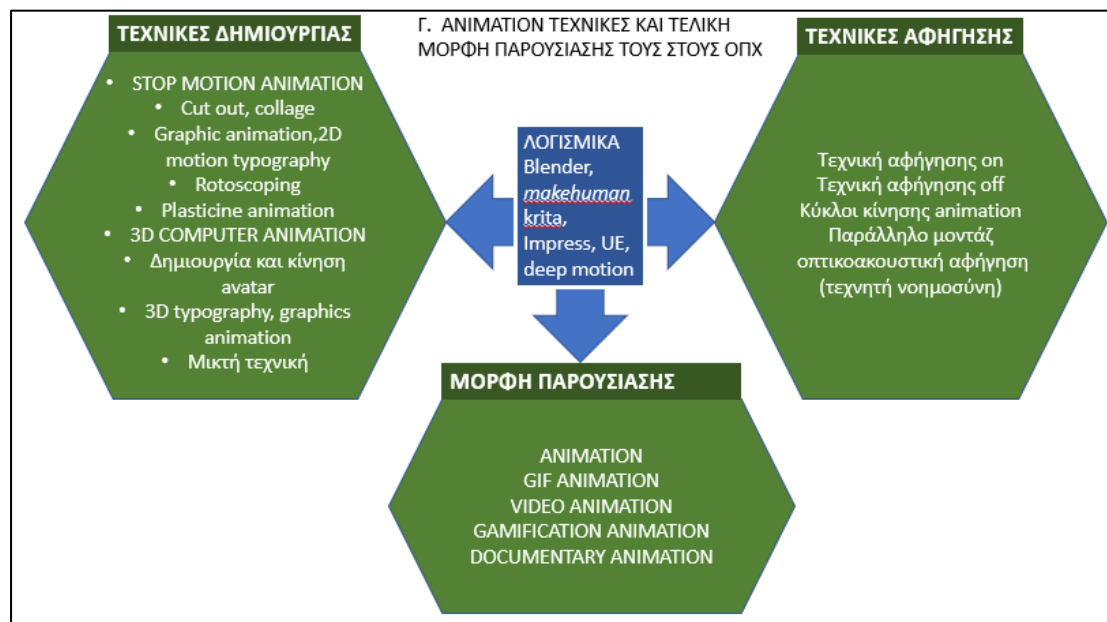 Γ. ANIMATION ΤΕΧΝΙΚΕΣ ΚΑΙ ΤΕΛΙΚΗ
ΜΟΡΦΗ ΠΑΡΟΥΣΙΑΣΗΣ ΤΟΥΣ ΣΤΟΥΣ ΟΠΧ
ΤΕΧΝΙΚΕΣ ΔΗΜΙΟΥΡΓΙΑΣ
• STOP MOTION ANIMATION
• Cut out, collage
• Graphic animation,2D
motion typography
• Rotoscoping
• Plasticine animation
• 3D COMPUTER ANIMATION
• Δημιουργία και κίνηση
avatar
• 3D typography, graphics
animation
• Μικτή τεχνική
ΛΟΓΙΣΜΙΚΑ
Blender,
makehuman
krita,
Impress, UE,
deep motion
ΤΕΧΝΙΚΕΣ ΑΦΗΓΗΣΗΣ
Τεχνική αφήγησης on
Τεχνική αφήγησης off
Κύκλοι κίνησης animation
Παράλληλο μοντάζ
οπτικοακουστική αφήγηση
(τεχνητή νοημοσύνη)
ΜΟΡΦΗ ΠΑΡΟΥΣΙΑΣΗΣ
ANIMATION
GIF ANIMATION
VIDEO ANIMATION
GAMIFICATION ANIMATION
DOCUMENTARY ANIMATION